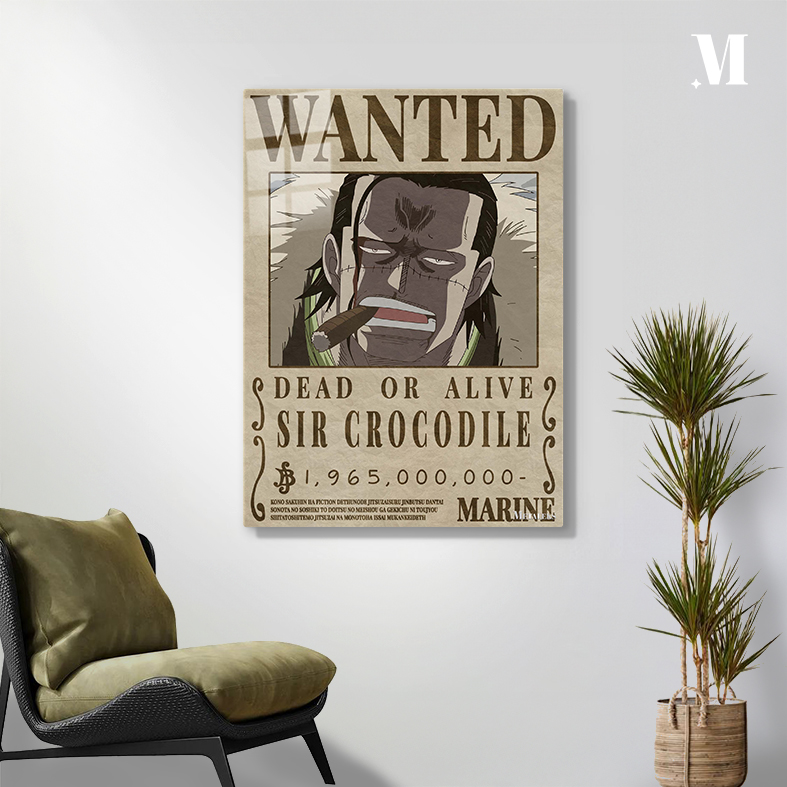 M
WANTED
DEAD OR ALIVE
SIR CROCODILE
1,965,000,000-
KONO SAKUHIN HA FICTION DETHUNODE JITSUZAISURU JINBUTSU DANTAI
SONOTA NO SOSHIKI TO DOITSU NO MEISHOU GA GEKICHU NI TOUJYOU
SHITATOSHITEMO JITSUZAI NA MONOTOHA ISSAI MUKANKEIDETH
MARINE